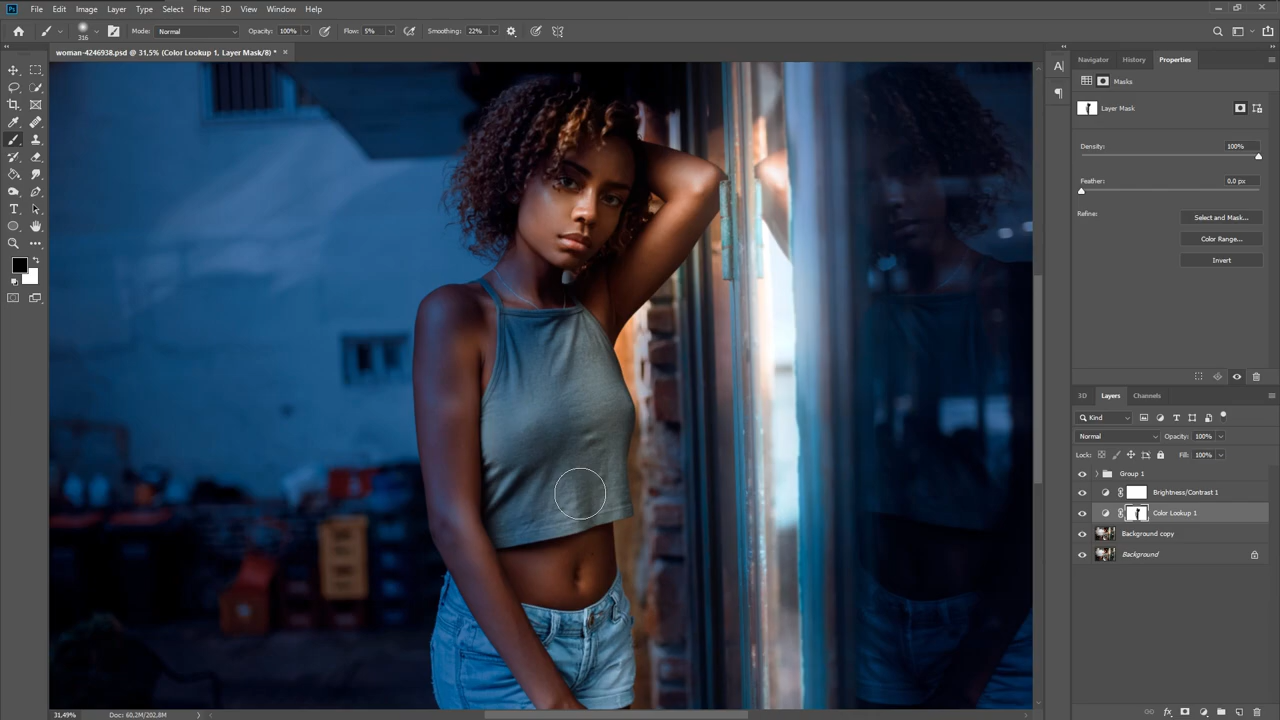 Ps File Edit Image Layer Type Select Filter 3D View Window Help
316 Mode: Normal Opacity: 100% Flow: 5% Smoothing: 22%
woman-4246938.psd @ 31,5% (Color Lookup 1, Layer Mask/8) * ×
Navigator History Properties
Masks
Layer Mask
Density: 100%
Feather: 0,0 px
Refine: Select and Mask...
Color Range...
Invert
3D Layers Channels
Kind
Normal Opacity: 100%
Lock: Fill: 100%
Group 1
Brightness/Contrast 1
Color Lookup 1
Background copy
Background
31,49% Doc: 60,2M/202,8M